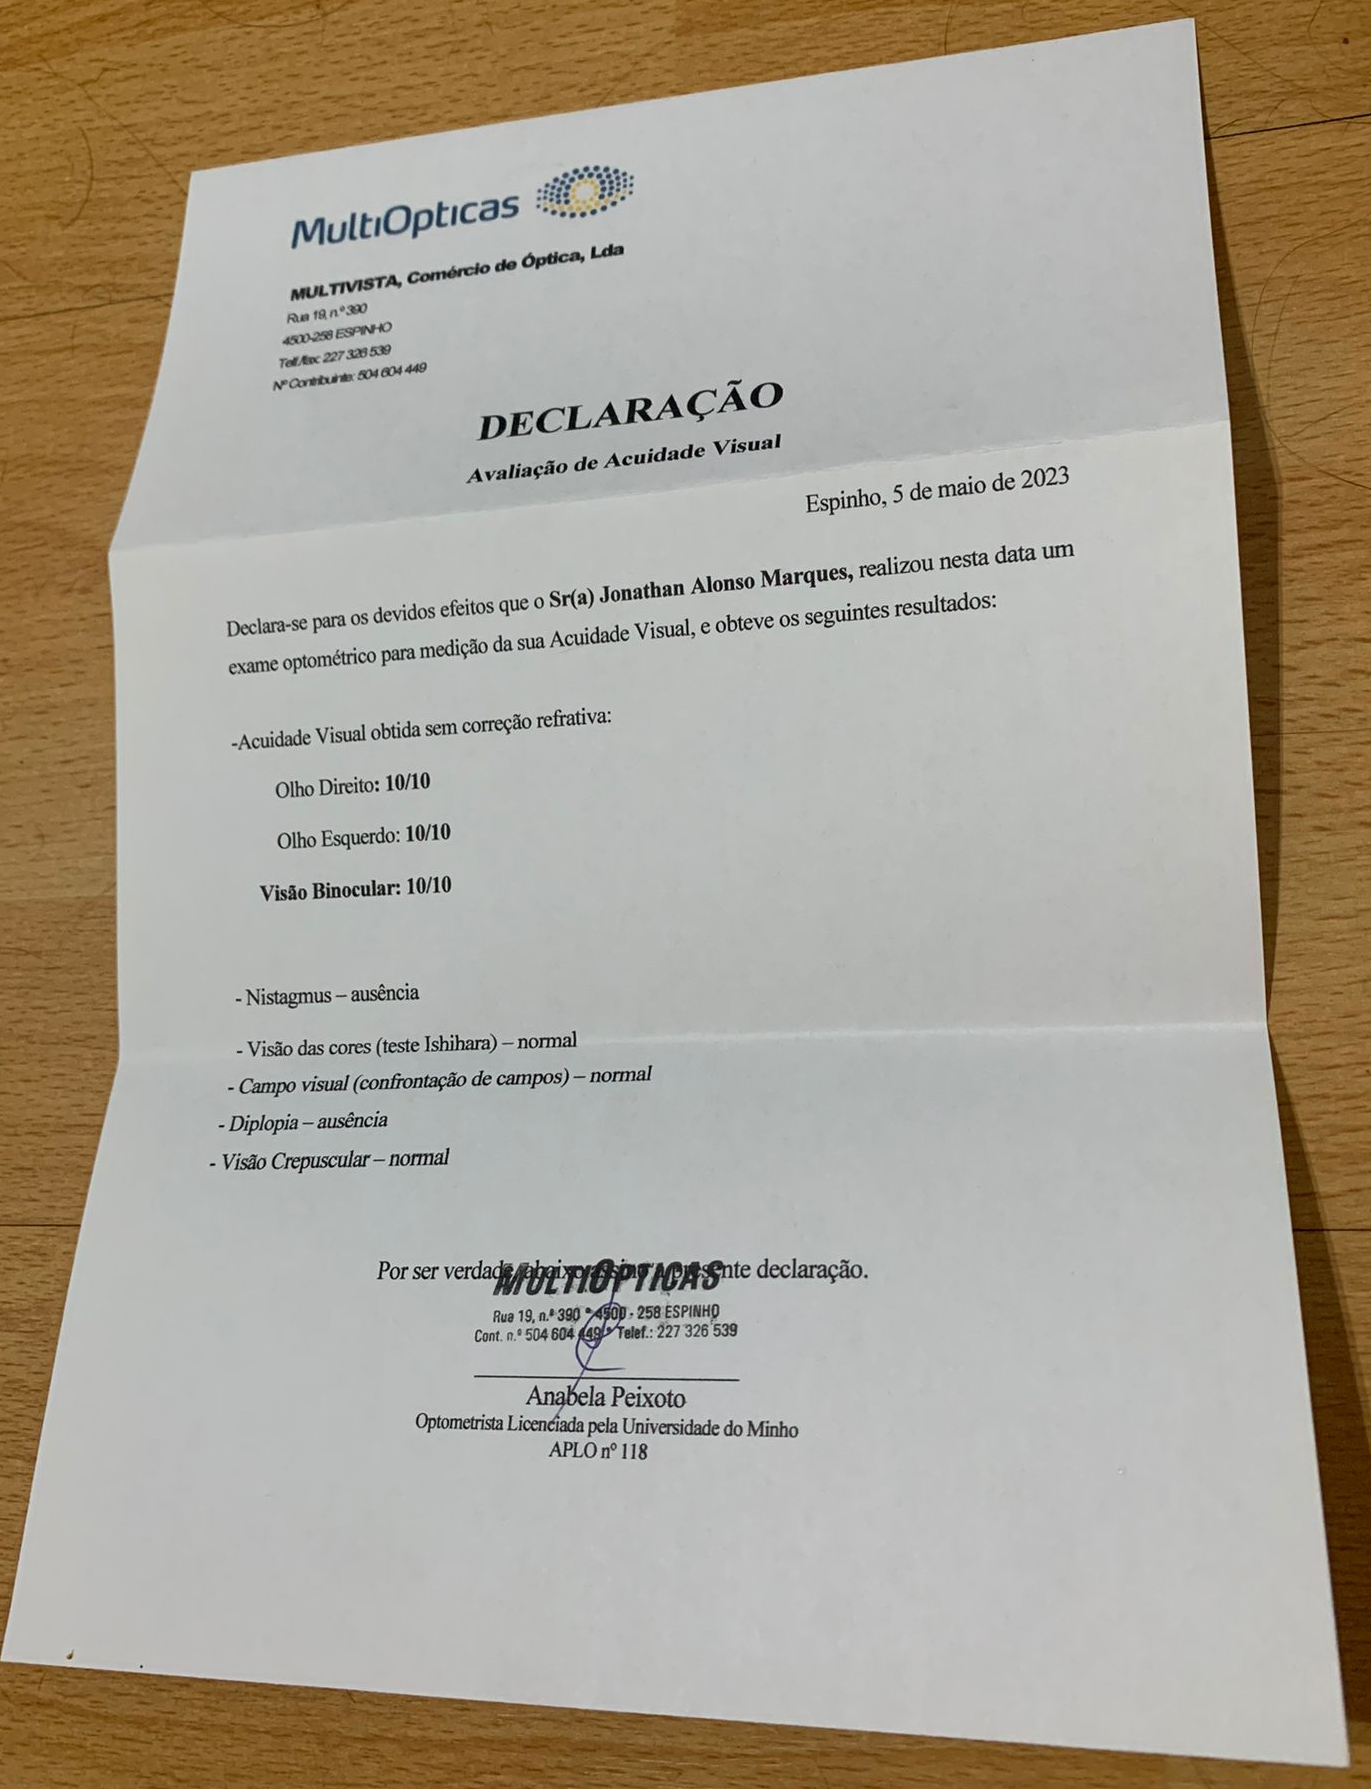 MultiOpticas
MULTIVISTA, Comércio de Óptica, Lda
Rua 19, n.º 390
4500-258 ESPINHO
Telf./fax: 227 326 539
Nº Contribuinte: 504 604 449
DECLARAÇÃO
Avaliação de Acuidade Visual
Espinho, 5 de maio de 2023
Declara-se para os devidos efeitos que o Sr(a) Jonathan Alonso Marques, realizou nesta data um
exame optométrico para medição da sua Acuidade Visual, e obteve os seguintes resultados:
-Acuidade Visual obtida sem correção refrativa:
Olho Direito: 10/10
Olho Esquerdo: 10/10
Visão Binocular: 10/10
- Nistagmus – ausência
- Visão das cores (teste Ishihara) – normal
- Campo visual (confrontação de campos) – normal
- Diplopia – ausência
- Visão Crepuscular – normal
Por ser verdade, abaixo assino a presente declaração.
MULTIOPTICAS
Rua 19, n.º 390 * 4500 - 258 ESPINHO
Cont. n.º 504 604 449 * Telef.: 227 326 539
Anabela Peixoto
Optometrista Licenciada pela Universidade do Minho
APLO nº 118